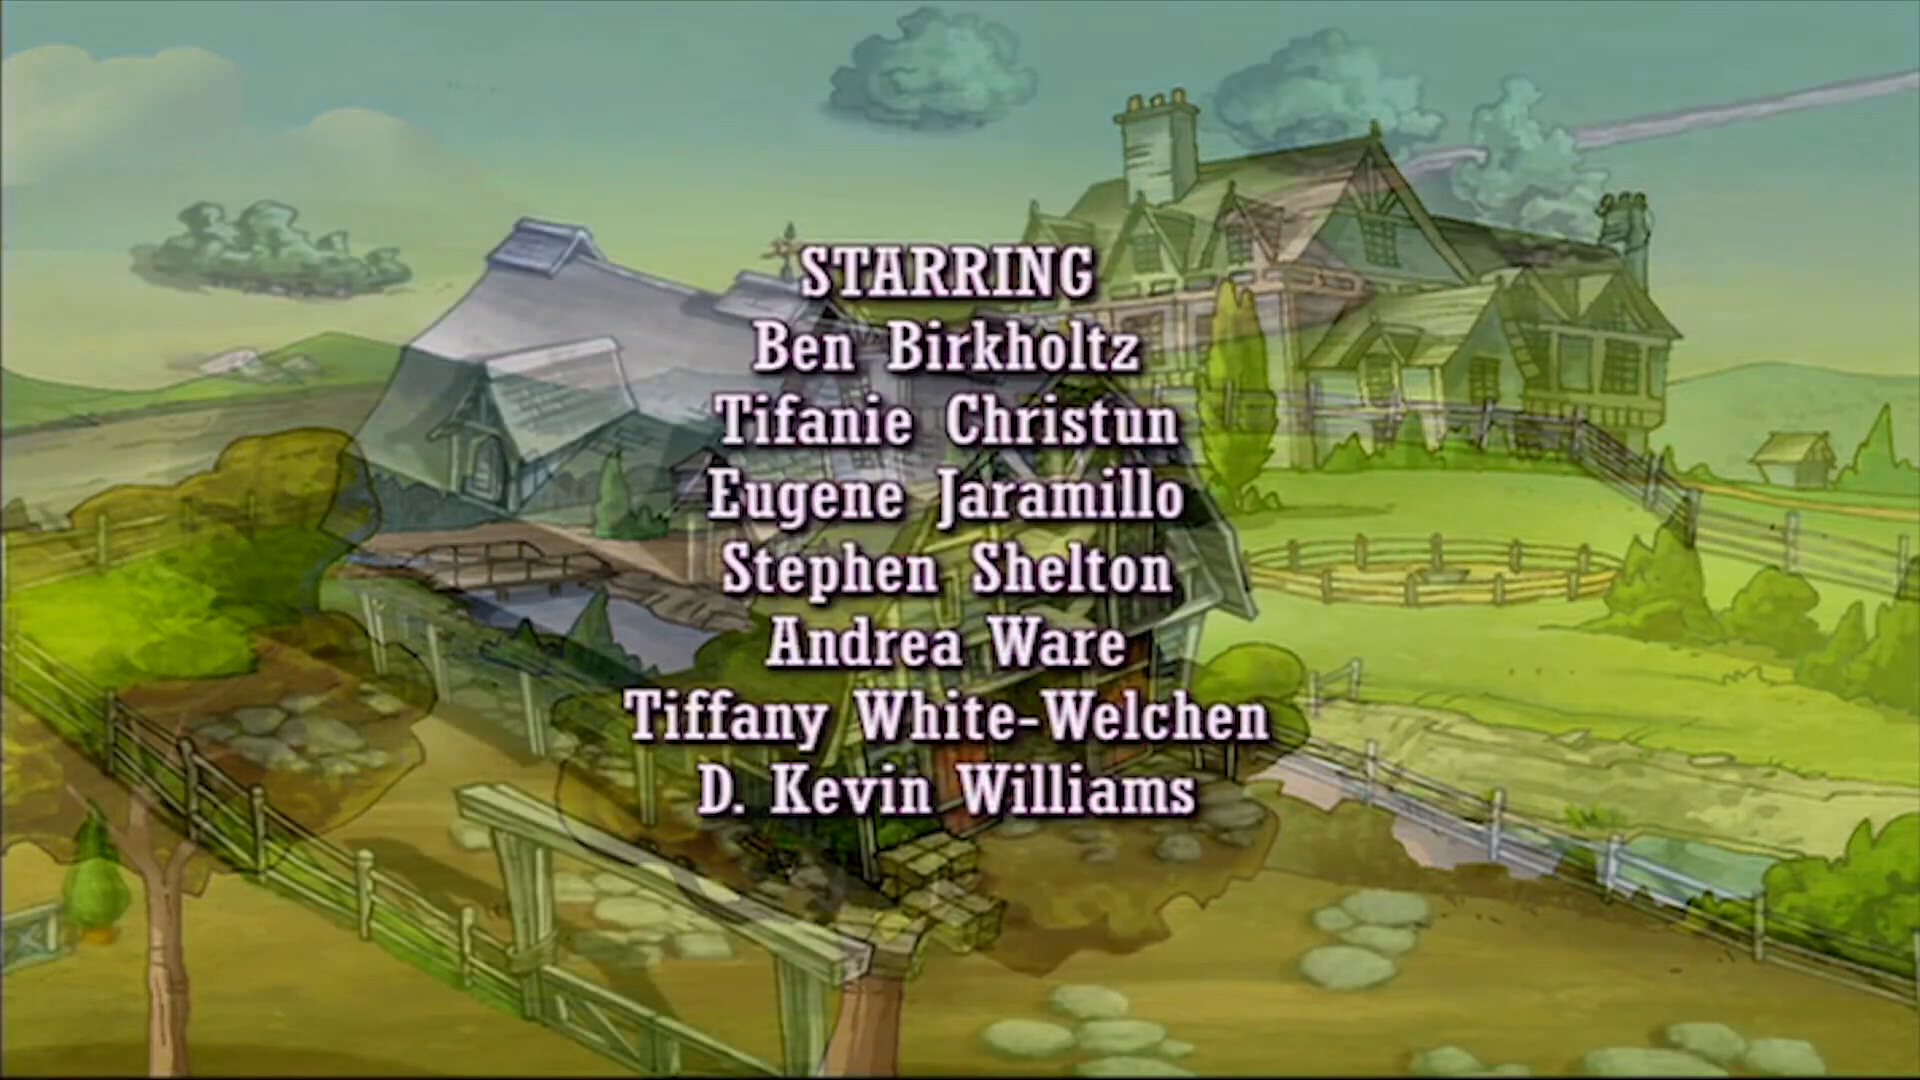 STARRING
Ben Birkholtz
Tifanie Christun
Eugene Jaramillo
Stephen Shelton
Andrea Ware
Tiffany White-Welchen
D. Kevin Williams